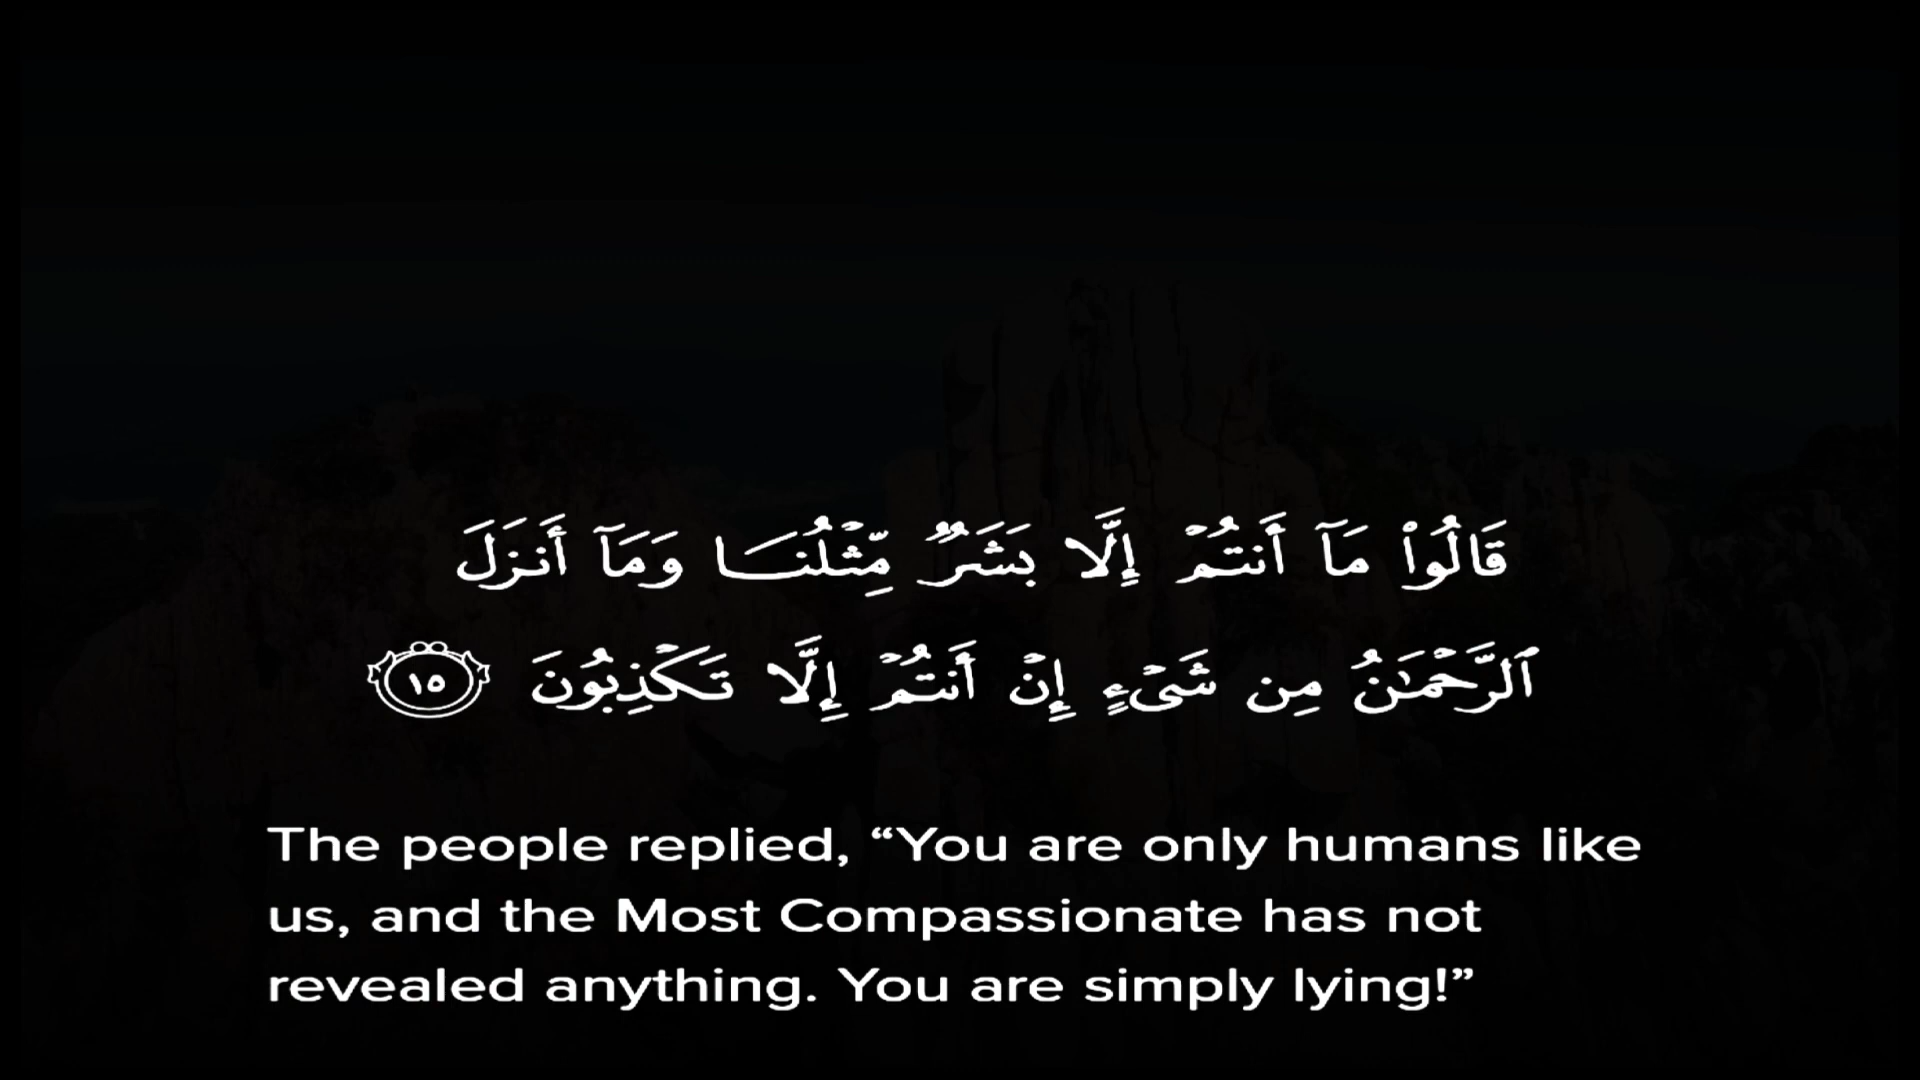 قَالُوا۟ مَآ أَنتُمْ إِلَّا بَشَرٌ مِّثْلُنَا وَمَآ أَنزَلَ
ٱلرَّحْمَـٰنُ مِن شَىْءٍ إِنْ أَنتُمْ إِلَّا تَكْذِبُونَ ١٥
The people replied, “You are only humans like
us, and the Most Compassionate has not
revealed anything. You are simply lying!”